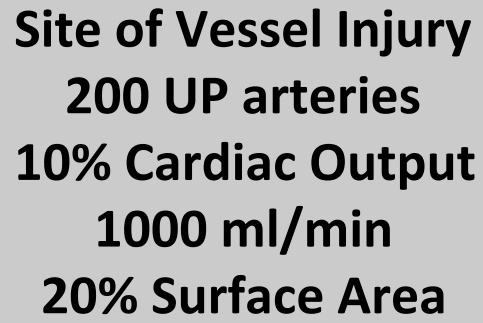 Site of Vessel Injury
200 UP arteries
10% Cardiac Output
1000 ml/min
20% Surface Area